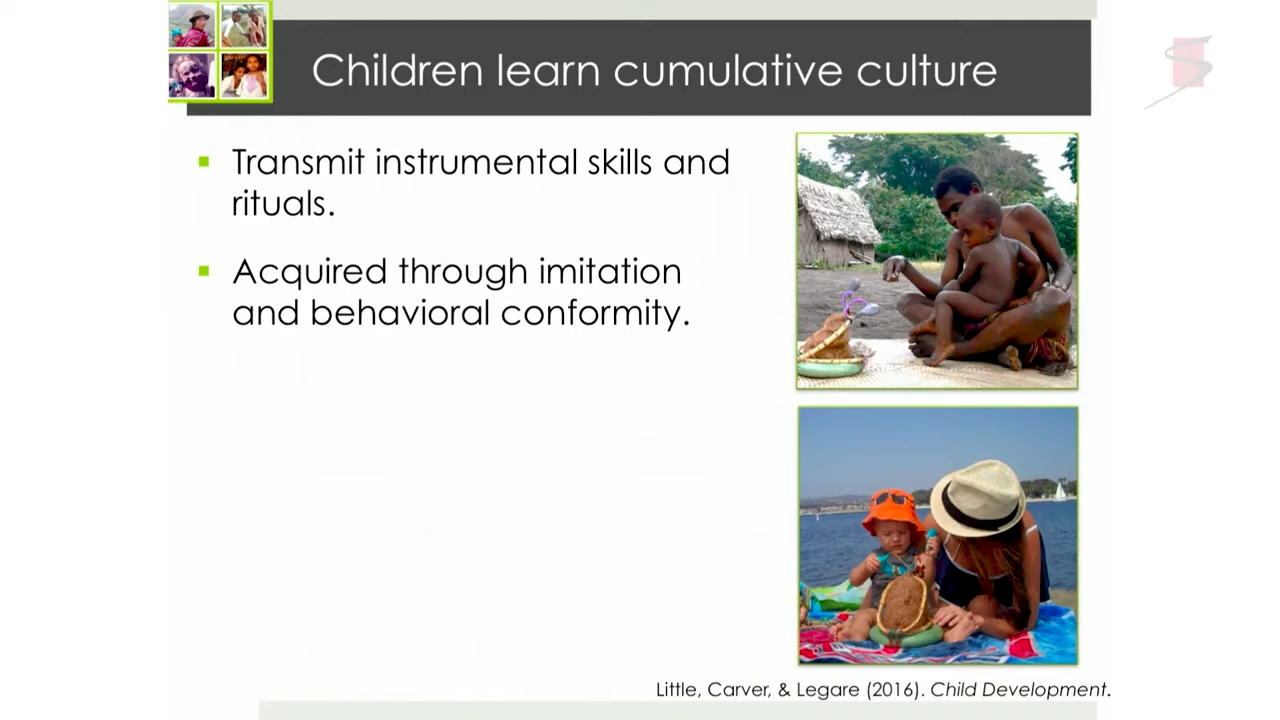 Children learn cumulative culture
▪ Transmit instrumental skills and
rituals.
▪ Acquired through imitation
and behavioral conformity.
Little, Carver, & Legare (2016). Child Development.